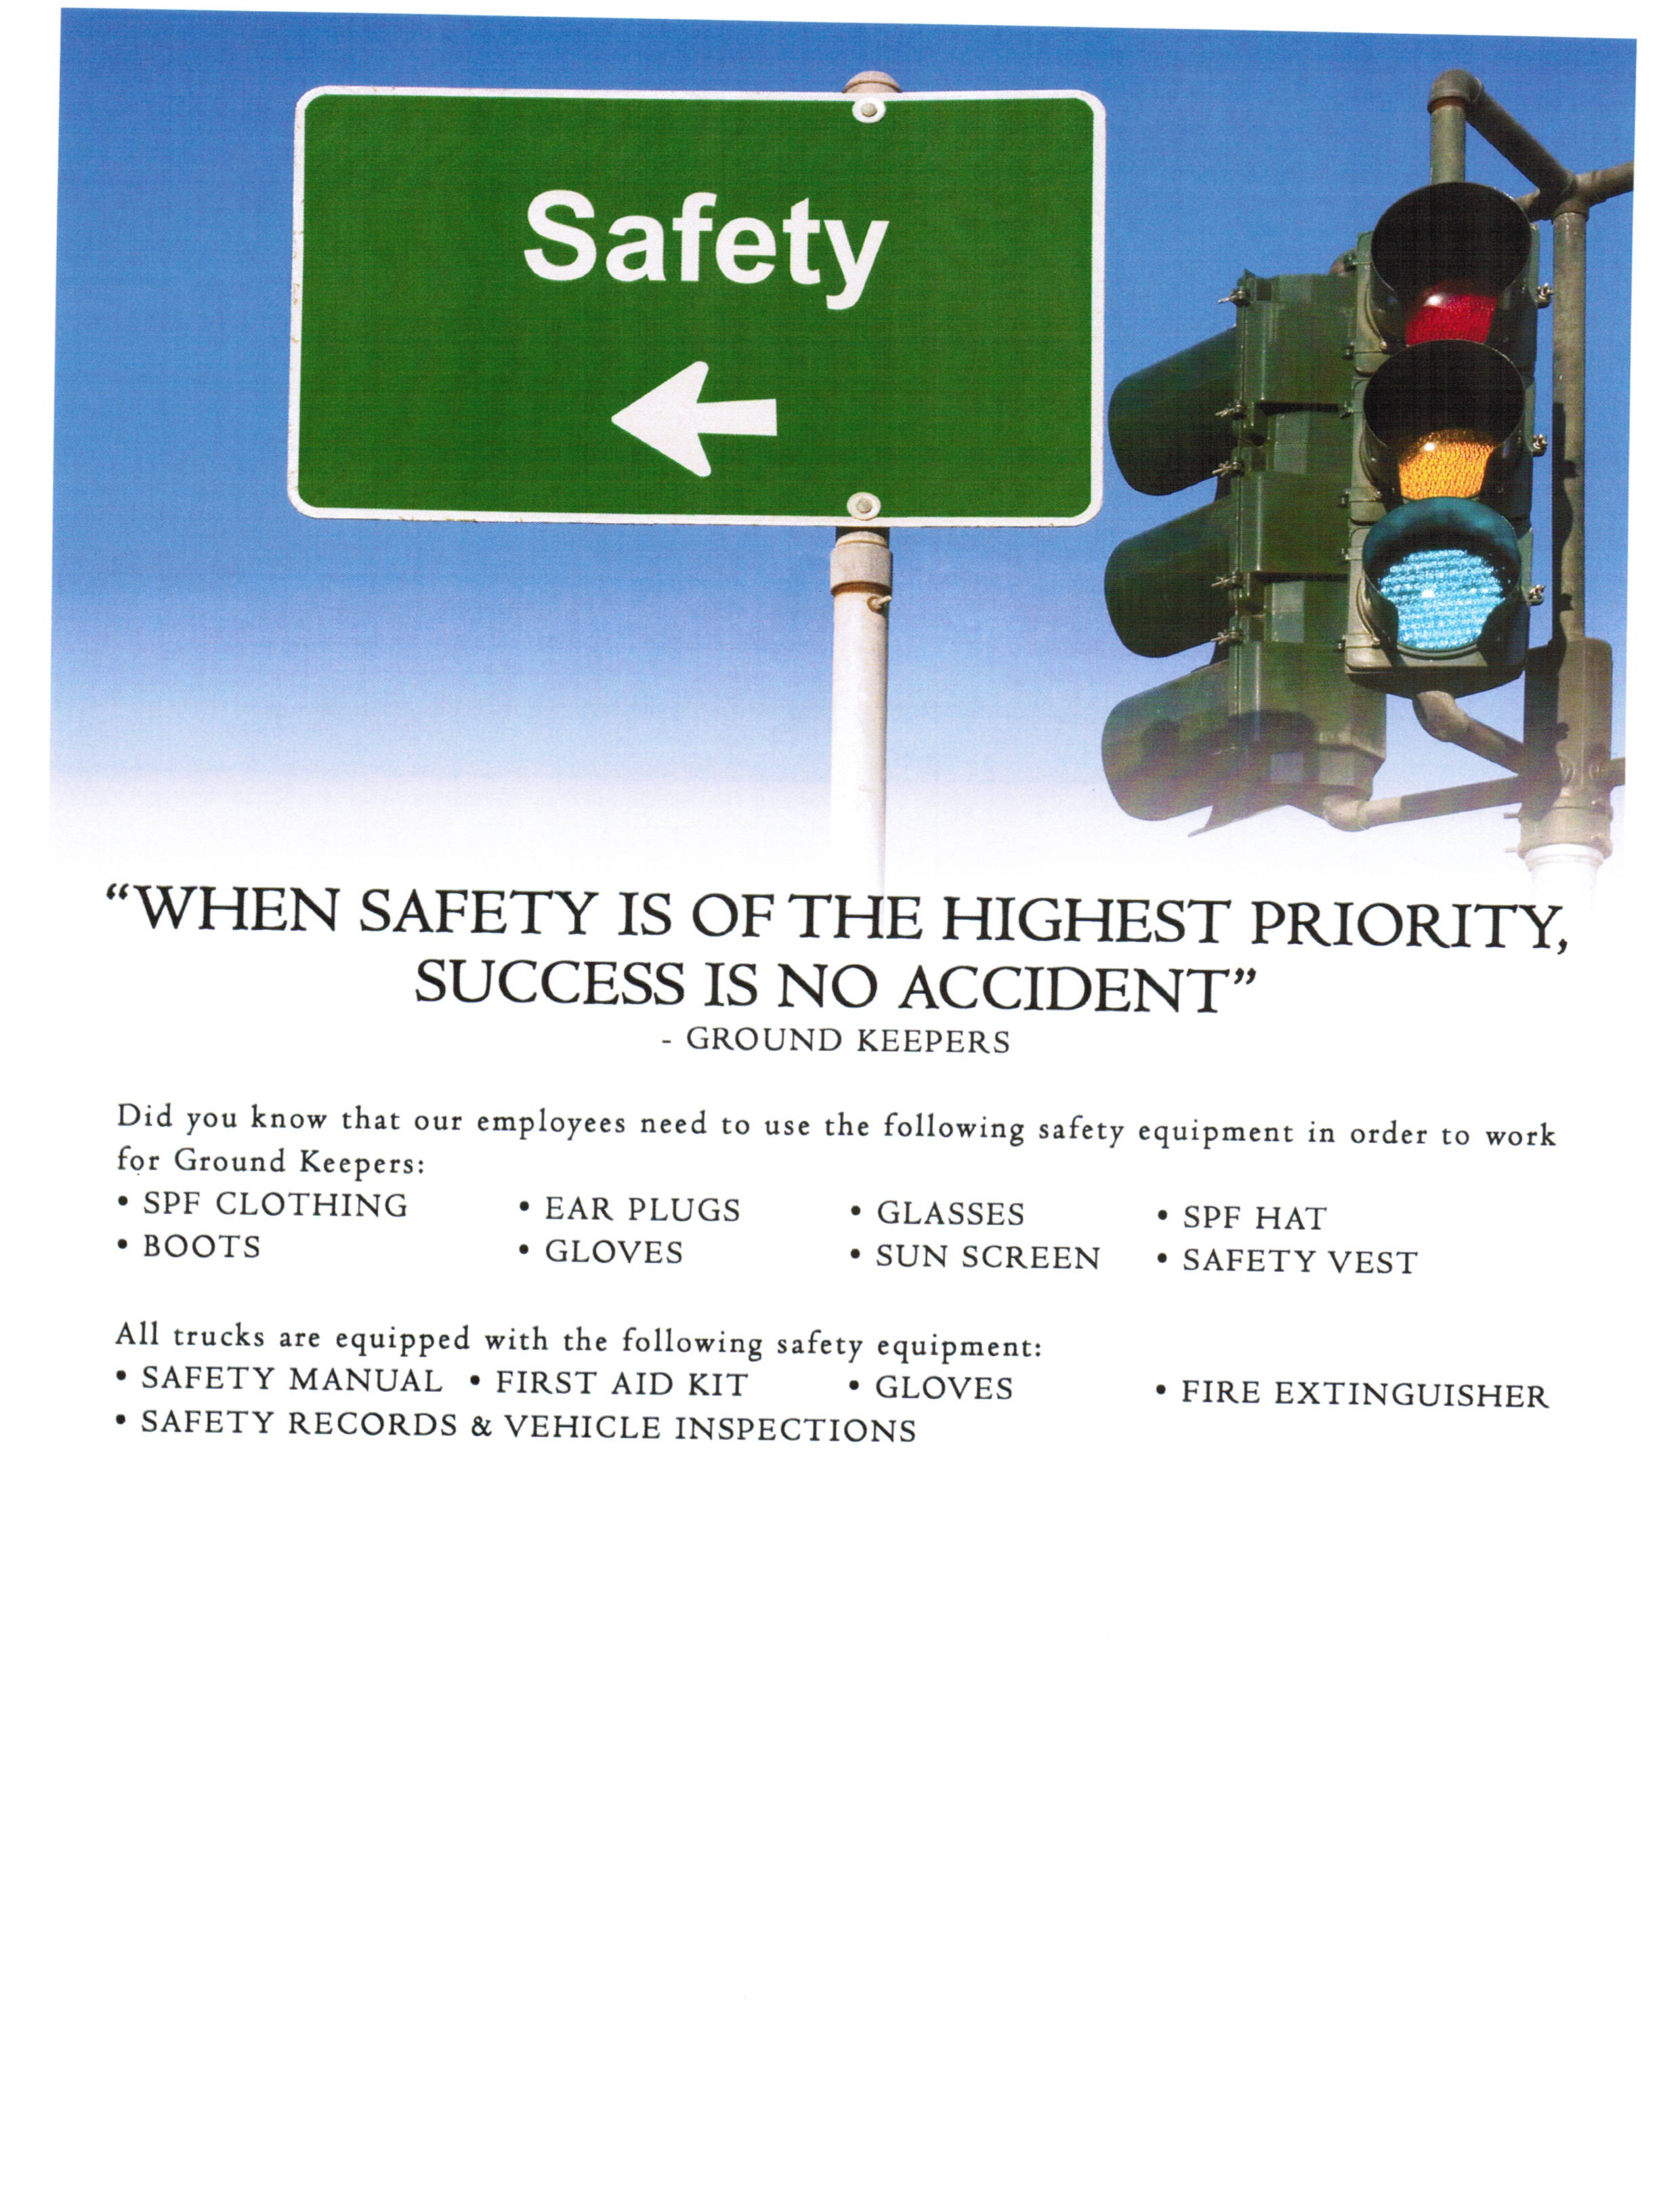 Safety
“WHEN SAFETY IS OF THE HIGHEST PRIORITY,
SUCCESS IS NO ACCIDENT”
- GROUND KEEPERS
Did you know that our employees need to use the following safety equipment in order to work
for Ground Keepers:
• SPF CLOTHING • EAR PLUGS • GLASSES • SPF HAT
• BOOTS • GLOVES • SUN SCREEN • SAFETY VEST
All trucks are equipped with the following safety equipment:
• SAFETY MANUAL • FIRST AID KIT • GLOVES • FIRE EXTINGUISHER
• SAFETY RECORDS & VEHICLE INSPECTIONS